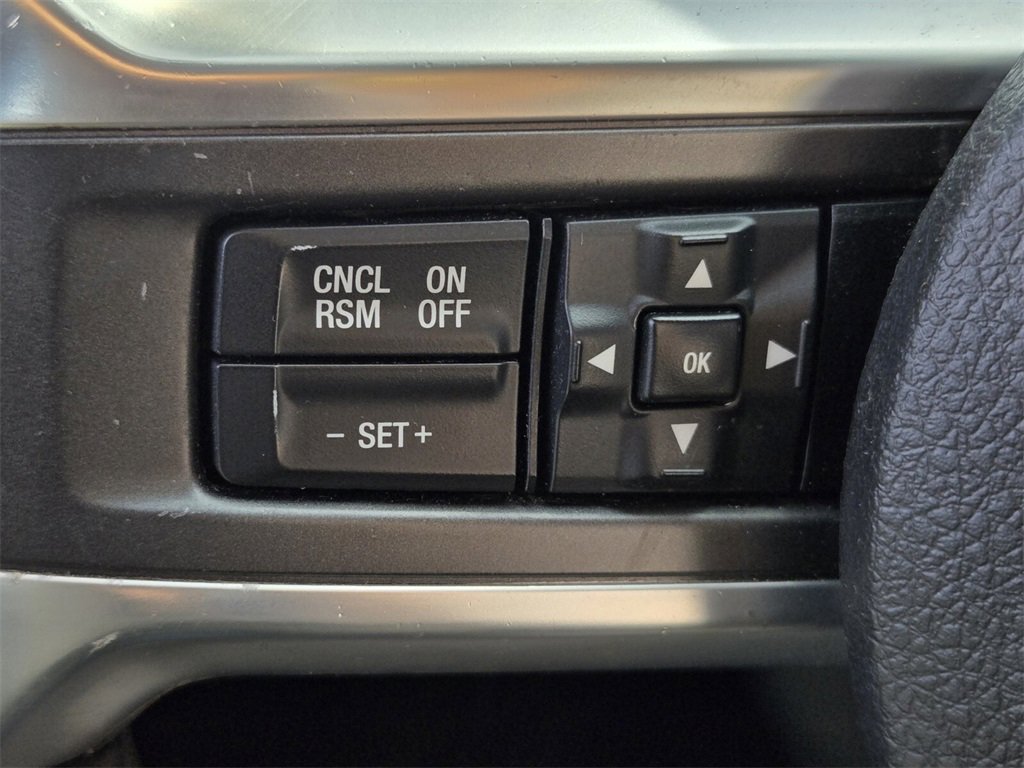 CNCL ON
RSM OFF
OK
- SET +